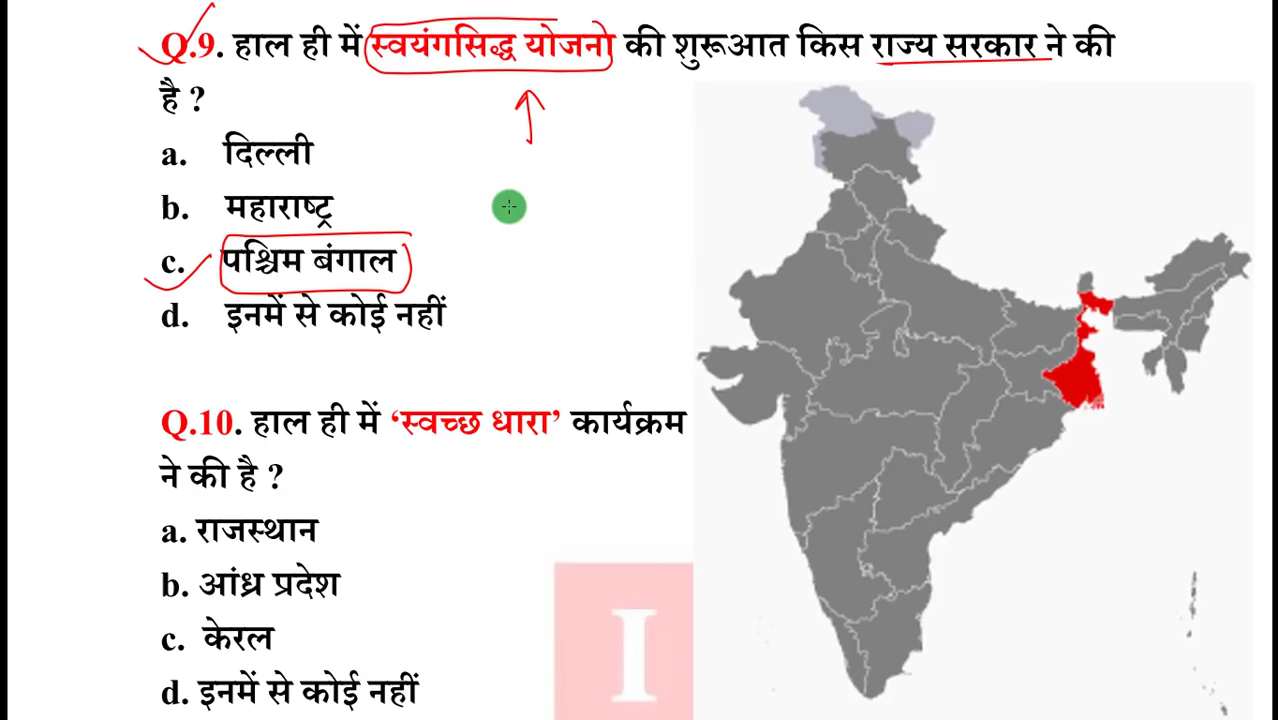 Q.9. हाल ही में स्वयंगसिद्ध योजना की शुरूआत किस राज्य सरकार ने की
है ?
a. दिल्ली
b. महाराष्ट्र
c. पश्चिम बंगाल
d. इनमें से कोई नहीं
Q.10. हाल ही में ‘स्वच्छ धारा’ कार्यक्रम
ने की है ?
a. राजस्थान
b. आंध्र प्रदेश
c. केरल
d. इनमें से कोई नहीं
I